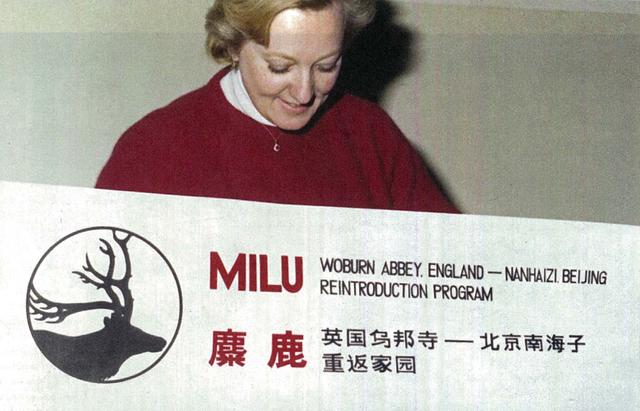 MILU
WOBURN ABBEY, ENGLAND — NANHAIZI, BEIJING
REINTRODUCTION PROGRAM
麋鹿
英国乌邦寺 — 北京南海子
重返家园